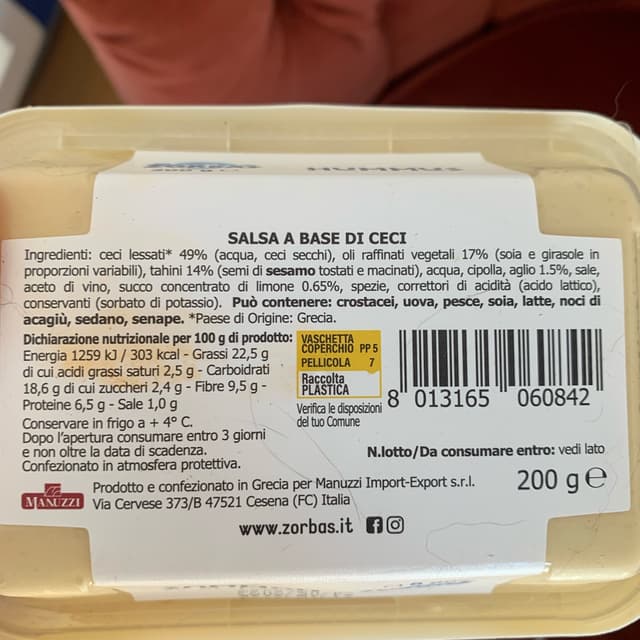 HUMMUS
SALSA A BASE DI CECI
Ingredienti: ceci lessati* 49% (acqua, ceci secchi), oli raffinati vegetali 17% (soia e girasole in
proporzioni variabili), tahini 14% (semi di sesamo tostati e macinati), acqua, cipolla, aglio 1.5%, sale,
aceto di vino, succo concentrato di limone 0.65%, spezie, correttori di acidità (acido lattico),
conservanti (sorbato di potassio). Può contenere: crostacei, uova, pesce, soia, latte, noci di
acagiù, sedano, senape. *Paese di Origine: Grecia.
Dichiarazione nutrizionale per 100 g di prodotto:
Energia 1259 kJ / 303 kcal - Grassi 22,5 g
di cui acidi grassi saturi 2,5 g - Carboidrati
18,6 g di cui zuccheri 2,4 g - Fibre 9,5 g -
Proteine 6,5 g - Sale 1,0 g
Conservare in frigo a + 4° C.
Dopo l'apertura consumare entro 3 giorni
e non oltre la data di scadenza.
Confezionato in atmosfera protettiva.
VASCHETTA
COPERCHIO PP 5
PELLICOLA 7
Raccolta
PLASTICA
Verifica le disposizioni
del tuo Comune
8 013165 060842
N.lotto/Da consumare entro: vedi lato
200 g e
MANUZZI
Prodotto e confezionato in Grecia per Manuzzi Import-Export s.r.l.
Via Cervese 373/B 47521 Cesena (FC) Italia
www.zorbas.it